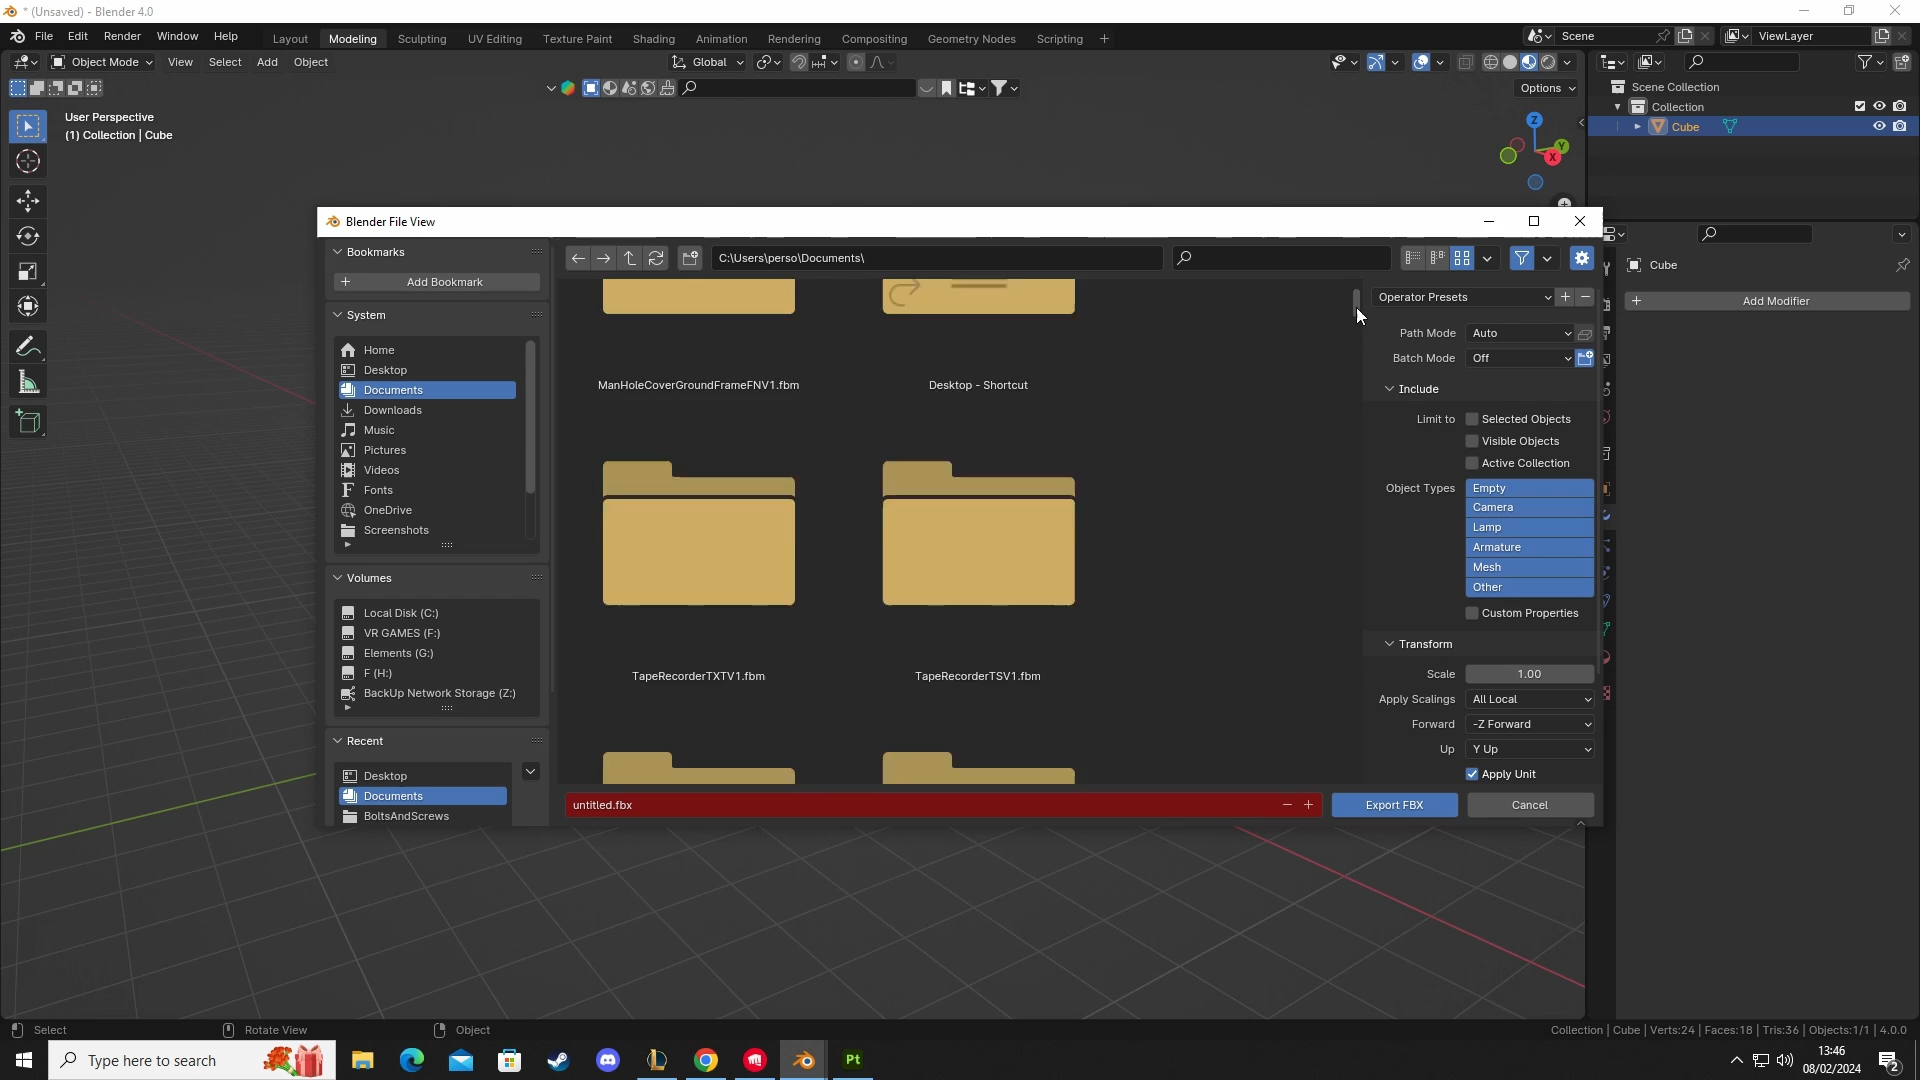 * (Unsaved) - Blender 4.0
File Edit Render Window Help
Layout Modeling Sculpting UV Editing Texture Paint Shading Animation Rendering Compositing Geometry Nodes Scripting +
Scene
ViewLayer
Object Mode View Select Add Object
Global
Options
User Perspective
(1) Collection | Cube
Z
Y
X
Scene Collection
Collection
Cube
Cube
Add Modifier
Blender File View
Bookmarks
Add Bookmark
System
Home
Desktop
Documents
Downloads
Music
Pictures
Videos
Fonts
OneDrive
Screenshots
Volumes
Local Disk (C:)
VR GAMES (F:)
Elements (G:)
F (H:)
BackUp Network Storage (Z:)
Recent
Desktop
Documents
BoltsAndScrews
C:\Users\perso\Documents\
ManHoleCoverGroundFrameFNV1.fbm
Desktop - Shortcut
TapeRecorderTXTV1.fbm
TapeRecorderTSV1.fbm
untitled.fbx
Operator Presets
Path Mode Auto
Batch Mode Off
Include
Limit to Selected Objects
Visible Objects
Active Collection
Object Types Empty
Camera
Lamp
Armature
Mesh
Other
Custom Properties
Transform
Scale 1.00
Apply Scalings All Local
Forward -Z Forward
Up Y Up
Apply Unit
Export FBX
Cancel
Select
Rotate View
Object
Collection | Cube | Verts:24 | Faces:18 | Tris:36 | Objects:1/1 | 4.0.0
Type here to search
Pt
13:46
08/02/2024
2